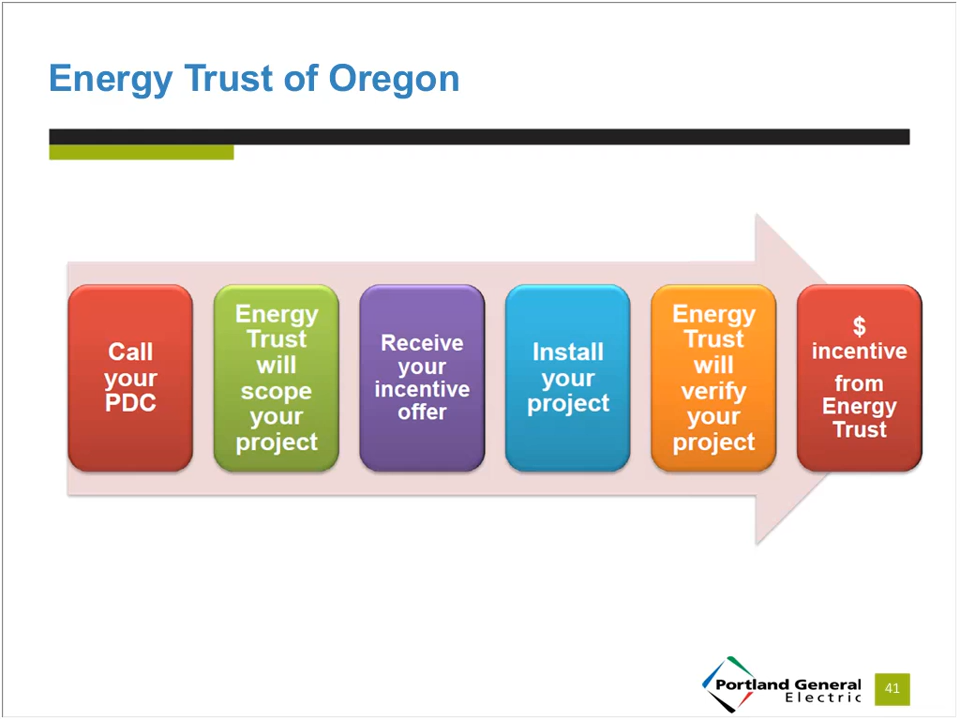 Energy Trust of Oregon
Call
your
PDC
Energy
Trust
will
scope
your
project
Receive
your
incentive
offer
Install
your
project
Energy
Trust
will
verify
your
project
$
incentive
from
Energy
Trust
Portland General
Electric
41